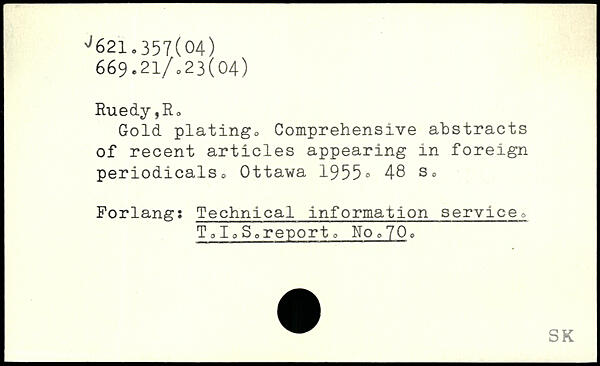 √621.357(04)
669.21/.23(04)
Ruedy,R.
Gold plating. Comprehensive abstracts
of recent articles appearing in foreign
periodicals. Ottawa 1955. 48 s.
Forlang: Technical information service.
T.I.S.report. No.70.
SK